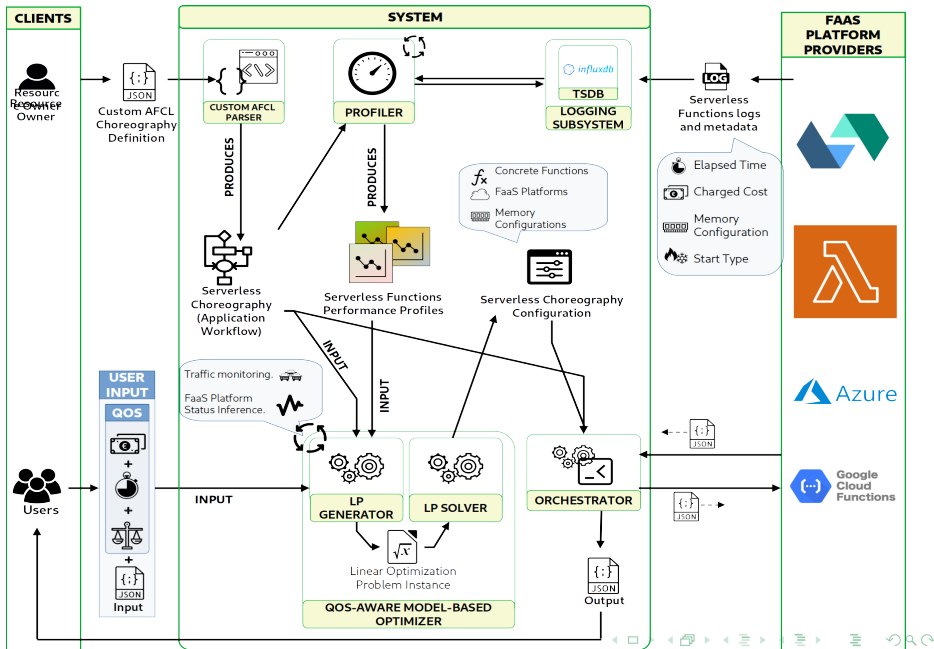 CLIENTS
SYSTEM
FAAS
PLATFORM
PROVIDERS
Resourc
e Owner
Resource
Owner
{:}
JSON
Custom AFCL
Choreography
Definition
{ }
</>
CUSTOM AFCL
PARSER
PROFILER
influxdb
TSDB
LOGGING
SUBSYSTEM
LOG
Serverless
Functions logs
and metadata
Elapsed Time
Charged Cost
Memory
Configuration
Start Type
PRODUCES
PRODUCES
fx
Concrete Functions
FaaS Platforms
Memory
Configurations
Serverless
Choreography
(Application
Workflow)
Serverless Functions
Performance Profiles
Serverless Choreography
Configuration
INPUT
INPUT
Traffic monitoring.
FaaS Platform
Status Inference.
USER
INPUT
QOS
€
+
+
+
{:}
JSON
Input
Users
INPUT
LP
GENERATOR
LP SOLVER
√x
Linear Optimization
Problem Instance
QOS-AWARE MODEL-BASED
OPTIMIZER
ORCHESTRATOR
{:}
JSON
{:}
JSON
{:}
JSON
Output
Azure
Google
Cloud
Functions